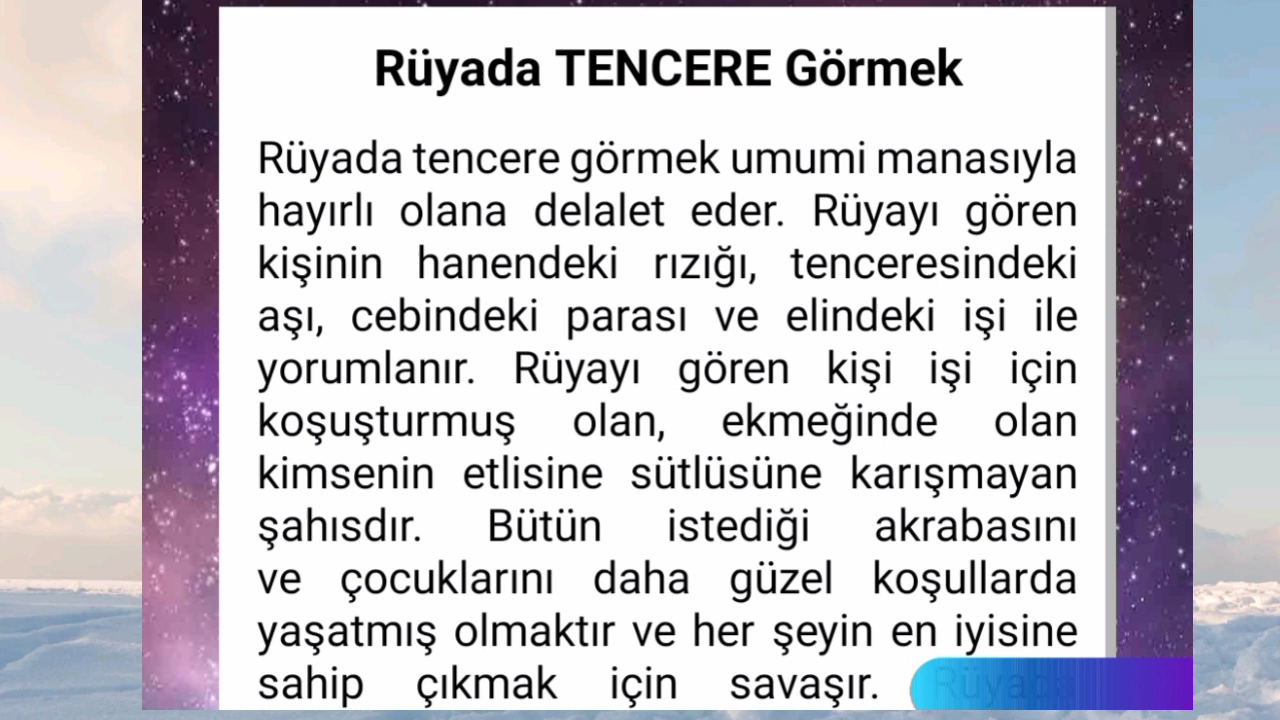 Rüyada TENCERE Görmek
Rüyada tencere görmek umumi manasıyla
hayırlı olana delalet eder. Rüyayı gören
kişinin hanendeki rızığı, tenceresindeki
aşı, cebindeki parası ve elindeki işi ile
yorumlanır. Rüyayı gören kişi işi için
koşuşturmuş olan, ekmeğinde olan
kimsenin etlisine sütlüsüne karışmayan
şahısdır. Bütün istediği akrabasını
ve çocuklarını daha güzel koşullarda
yaşatmış olmaktır ve her şeyin en iyisine
sahip çıkmak için savaşır. Rüyada